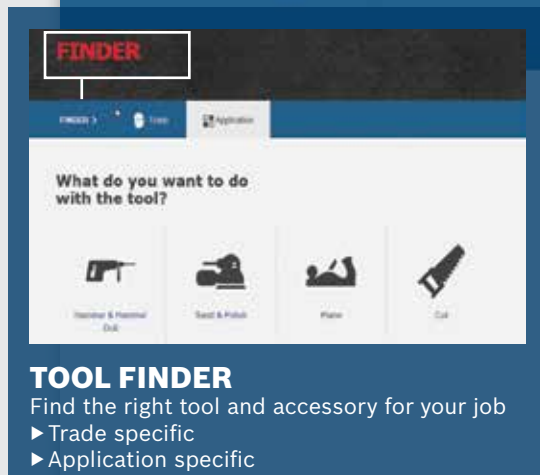 FINDER
FINDER > Trade Application
What do you want to do
with the tool?
Sand & Polish Plane Cut
TOOL FINDER
Find the right tool and accessory for your job
▶ Trade specific
▶ Application specific